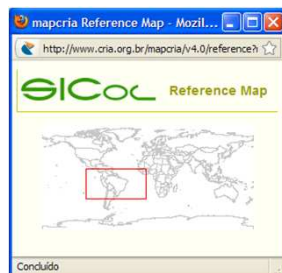 mapcria Reference Map - Mozil...
http://www.cria.org.br/mapcria/v4.0/reference?r
SICOL Reference Map
Concluído